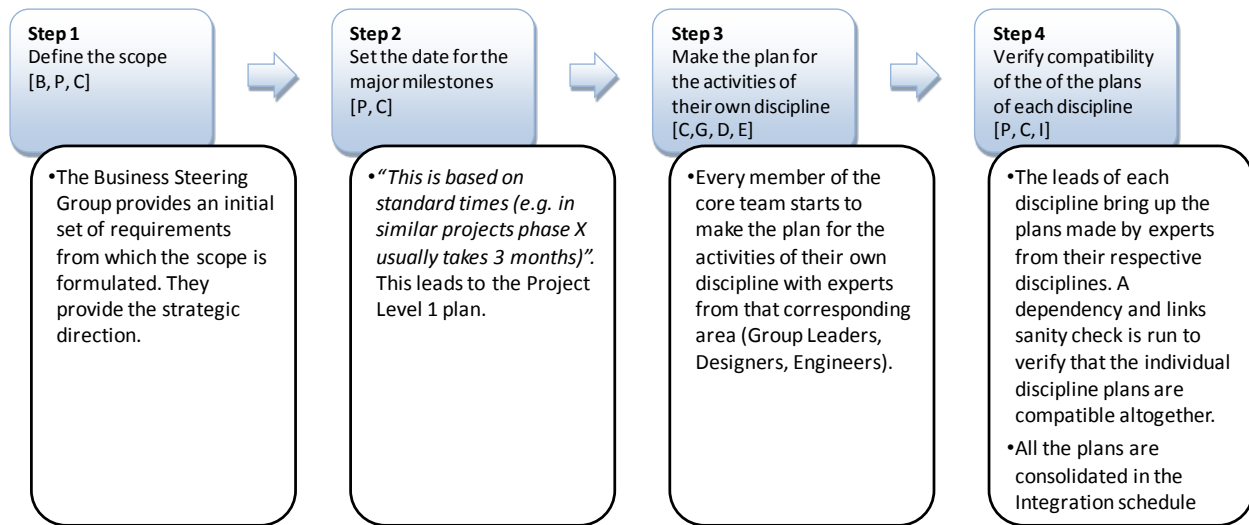 Step 1
Define the scope
[B, P, C]
•The Business Steering
Group provides an initial
set of requirements
from which the scope is
formulated. They
provide the strategic
direction.
Step 2
Set the date for the
major milestones
[P, C]
•“This is based on
standard times (e.g. in
similar projects phase X
usually takes 3 months)”.
This leads to the Project
Level 1 plan.
Step 3
Make the plan for
the activities of
their own discipline
[C,G, D, E]
•Every member of the
core team starts to
make the plan for the
activities of their own
discipline with experts
from that corresponding
area (Group Leaders,
Designers, Engineers).
Step 4
Verify compatibility
of the of the plans
of each discipline
[P, C, I]
•The leads of each
discipline bring up the
plans made by experts
from their respective
disciplines. A
dependency and links
sanity check is run to
verify that the individual
discipline plans are
compatible altogether.
•All the plans are
consolidated in the
Integration schedule